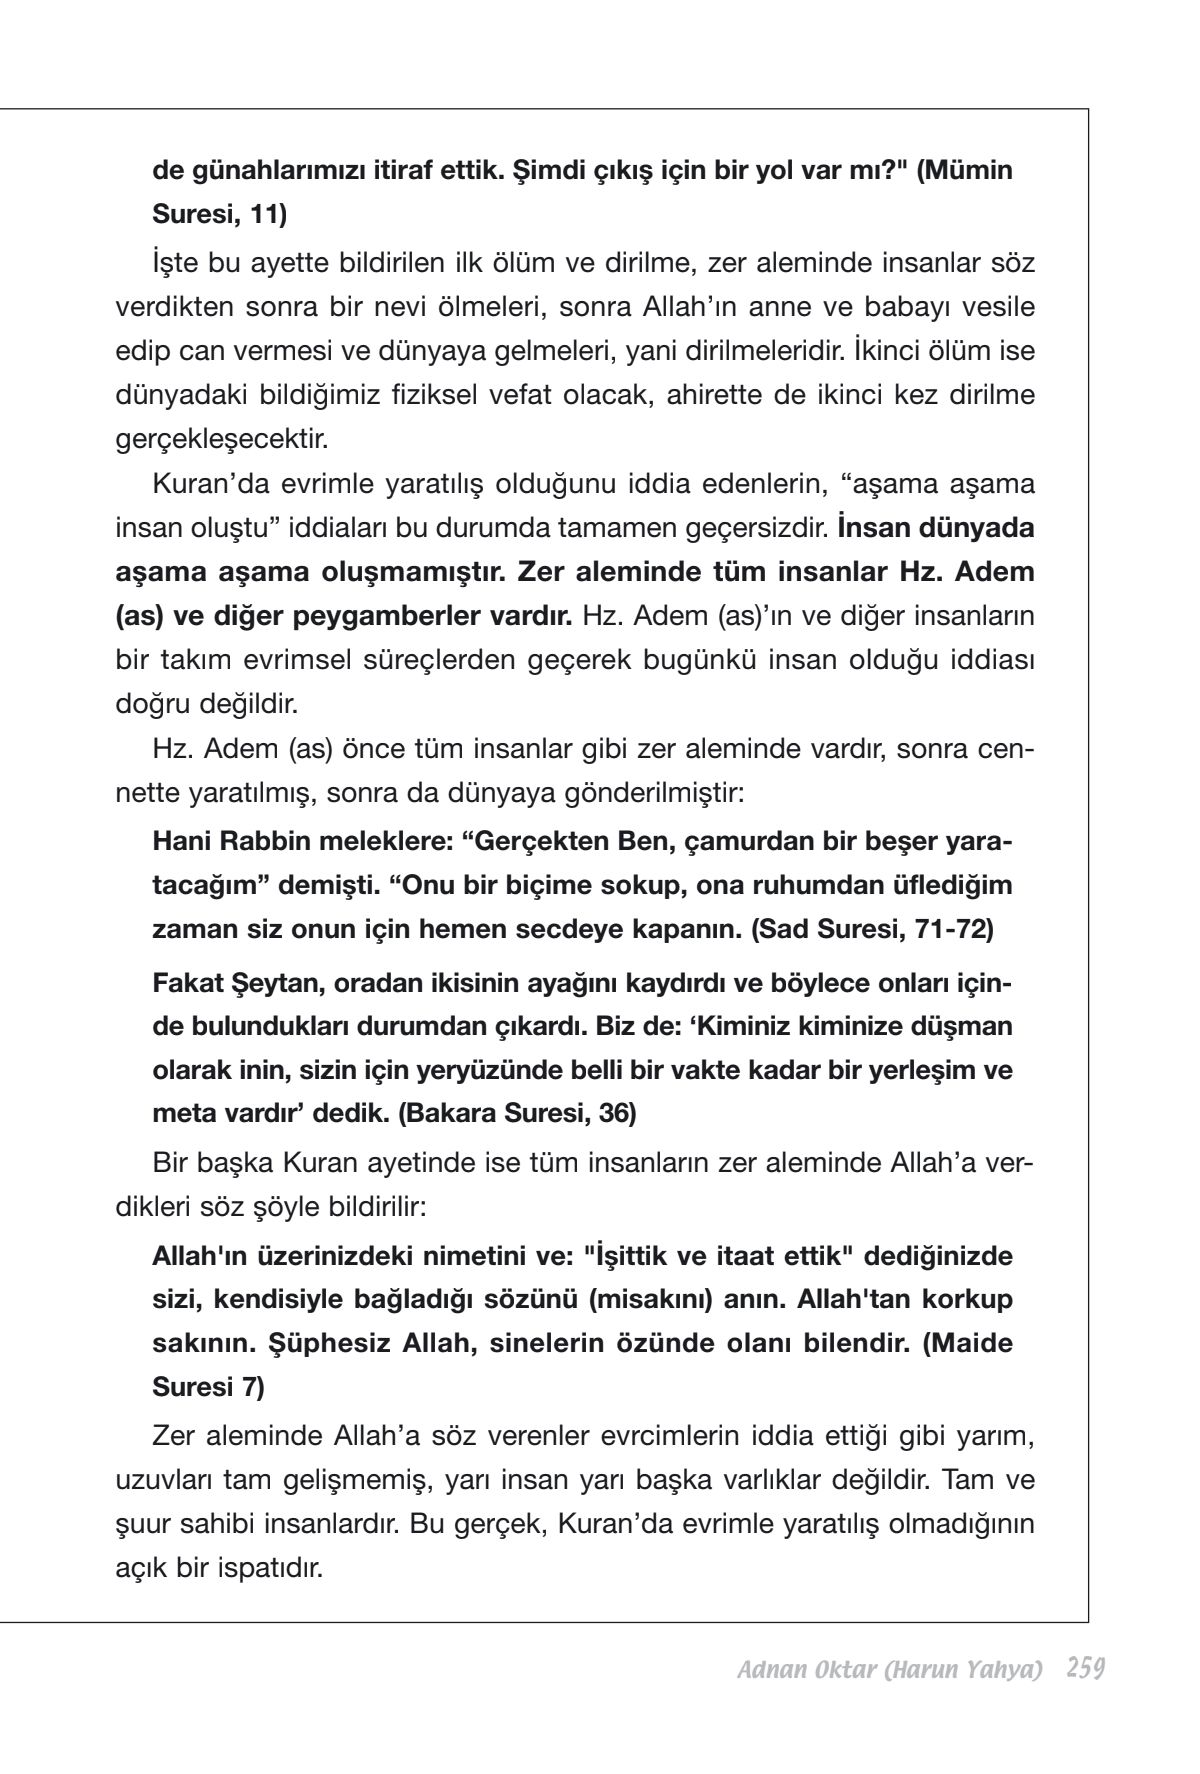 de günahlarımızı itiraf ettik. Şimdi çıkış için bir yol var mı?" (Mümin
Suresi, 11)
İşte bu ayette bildirilen ilk ölüm ve dirilme, zer aleminde insanlar söz
verdikten sonra bir nevi ölmeleri, sonra Allah’ın anne ve babayı vesile
edip can vermesi ve dünyaya gelmeleri, yani dirilmeleridir. İkinci ölüm ise
dünyadaki bildiğimiz fiziksel vefat olacak, ahirette de ikinci kez dirilme
gerçekleşecektir.
Kuran’da evrimle yaratılış olduğunu iddia edenlerin, “aşama aşama
insan oluştu” iddiaları bu durumda tamamen geçersizdir. İnsan dünyada
aşama aşama oluşmamıştır. Zer aleminde tüm insanlar Hz. Adem
(as) ve diğer peygamberler vardır. Hz. Adem (as)’ın ve diğer insanların
bir takım evrimsel süreçlerden geçerek bugünkü insan olduğu iddiası
doğru değildir.
Hz. Adem (as) önce tüm insanlar gibi zer aleminde vardır, sonra cen-
nette yaratılmış, sonra da dünyaya gönderilmiştir:
Hani Rabbin meleklere: “Gerçekten Ben, çamurdan bir beşer yara-
tacağım” demişti. “Onu bir biçime sokup, ona ruhumdan üflediğim
zaman siz onun için hemen secdeye kapanın. (Sad Suresi, 71-72)
Fakat Şeytan, oradan ikisinin ayağını kaydırdı ve böylece onları için-
de bulundukları durumdan çıkardı. Biz de: ‘Kiminiz kiminize düşman
olarak inin, sizin için yeryüzünde belli bir vakte kadar bir yerleşim ve
meta vardır’ dedik. (Bakara Suresi, 36)
Bir başka Kuran ayetinde ise tüm insanların zer aleminde Allah’a ver-
dikleri söz şöyle bildirilir:
Allah'ın üzerinizdeki nimetini ve: "İşittik ve itaat ettik" dediğinizde
sizi, kendisiyle bağladığı sözünü (misakını) anın. Allah'tan korkup
sakının. Şüphesiz Allah, sinelerin özünde olanı bilendir. (Maide
Suresi 7)
Zer aleminde Allah’a söz verenler evrcimlerin iddia ettiği gibi yarım,
uzuvları tam gelişmemiş, yarı insan yarı başka varlıklar değildir. Tam ve
şuur sahibi insanlardır. Bu gerçek, Kuran’da evrimle yaratılış olmadığının
açık bir ispatıdır.
Adnan Oktar (Harun Yahya) 259